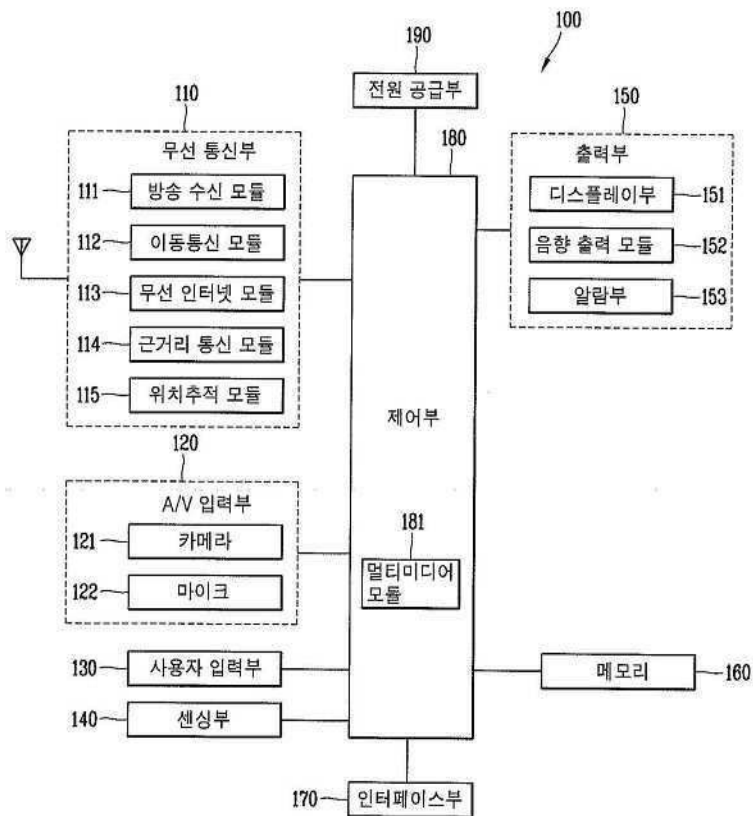 100
190
전원 공급부
110
무선 통신부
111 방송 수신 모듈
112 이동통신 모듈
113 무선 인터넷 모듈
114 근거리 통신 모듈
115 위치추적 모듈
120
A/V 입력부
121 카메라
122 마이크
130 사용자 입력부
140 센싱부
180
제어부
181
멀티미디어
모듈
150
출력부
디스플레이부 151
음향 출력 모듈 152
알람부 153
메모리 160
170 인터페이스부